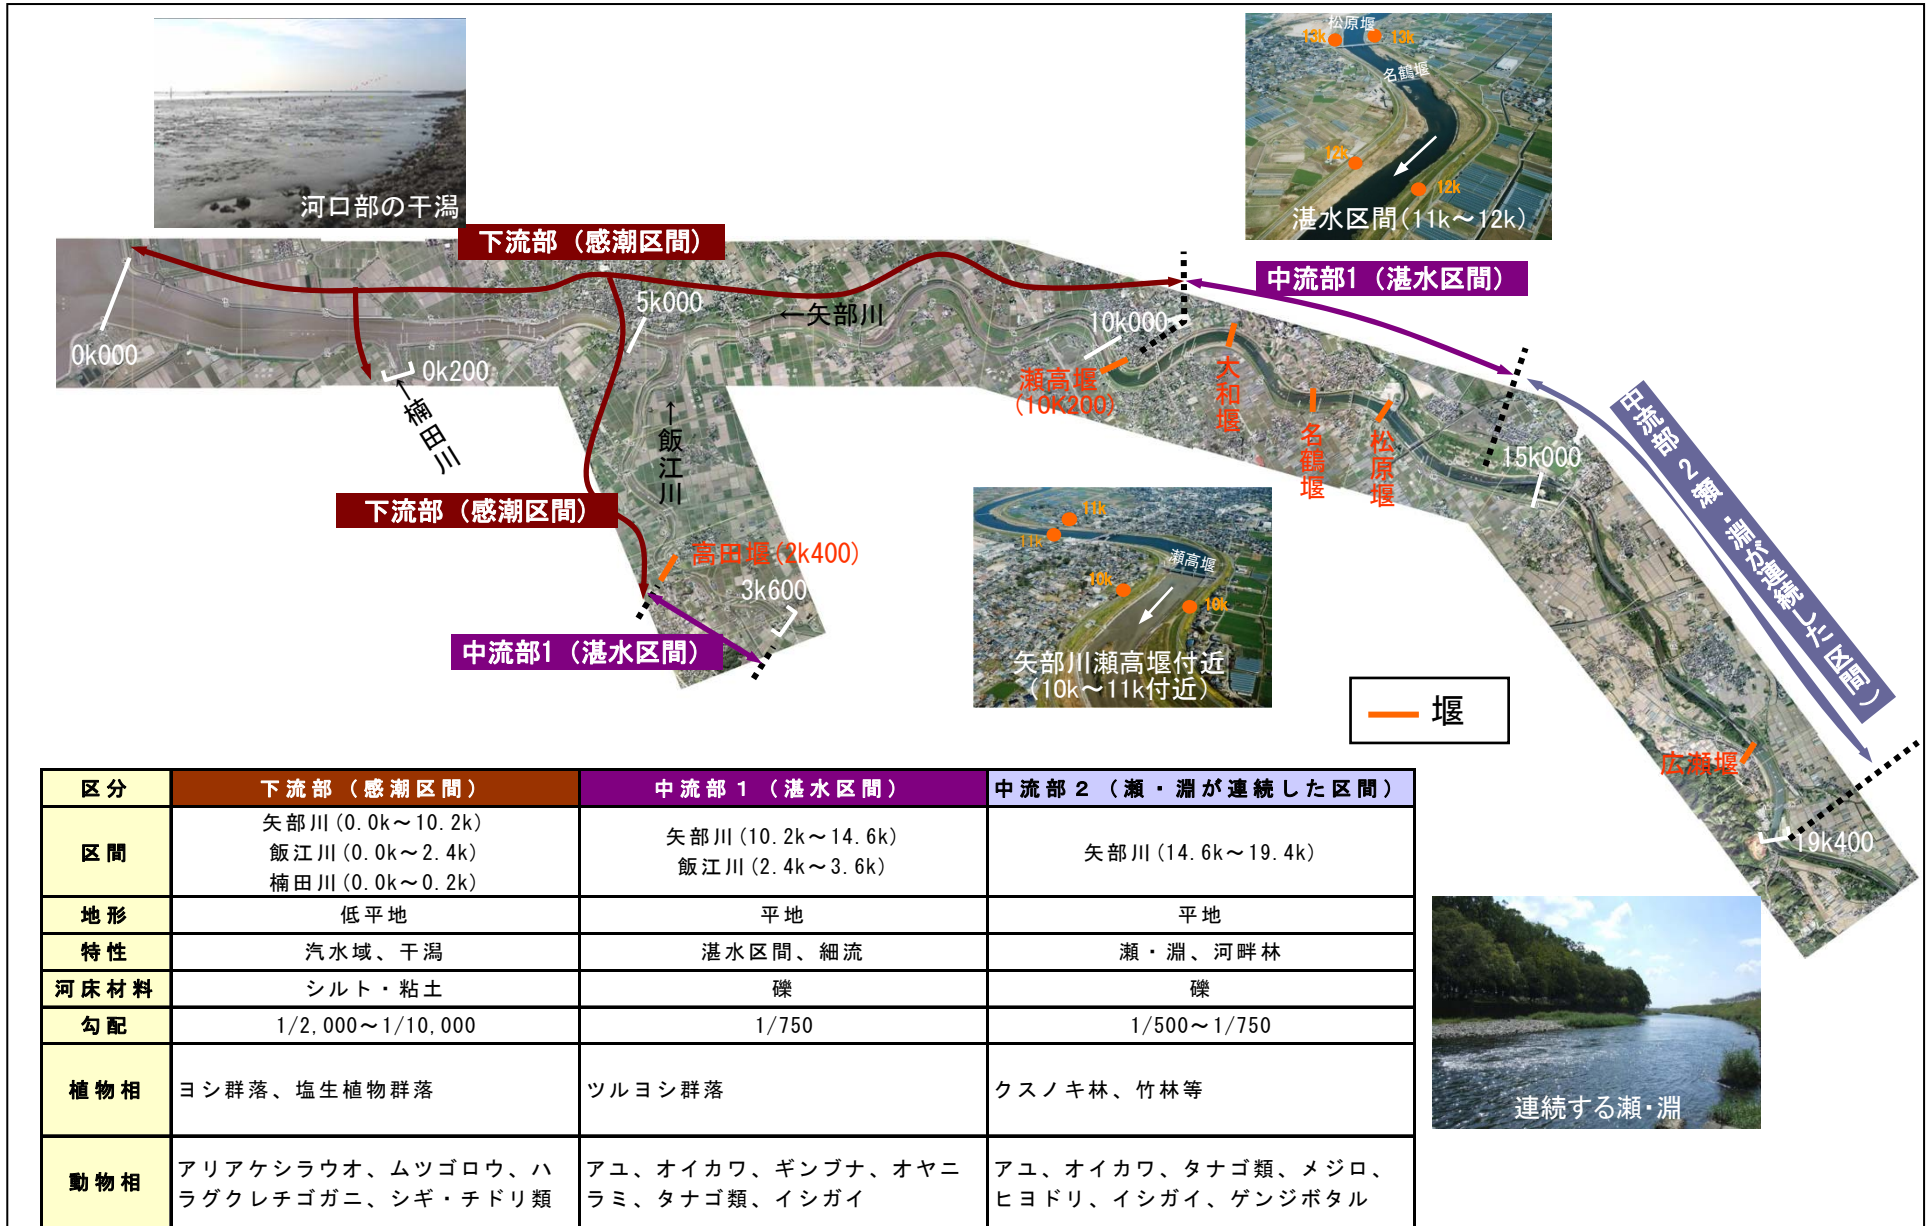 松原堰
13k
13k
名鶴堰
12k
12k
湛水区間(11k～12k)
河口部の干潟
下流部（感潮区間）
中流部1（湛水区間）
0k000
5k000
←矢部川
10k000
0k200
←楠田川
←飯江川
瀬高堰
(10K200)
大和堰
名鶴堰
松原堰
15k000
中流部２瀬・淵が連続した区間）
下流部（感潮区間）
高田堰(2k400)
3k600
中流部1（湛水区間）
11k
11k
瀬高堰
10k
10k
矢部川瀬高堰付近
(10k～11k付近)
堰
広瀬堰
19k400
区分 下流部（感潮区間） 中流部１（湛水区間） 中流部２（瀬・淵が連続した区間）
区間
矢部川(0.0k～10.2k)
飯江川(0.0k～2.4k)
楠田川(0.0k～0.2k)
矢部川(10.2k～14.6k)
飯江川(2.4k～3.6k)
矢部川(14.6k～19.4k)
地形 低平地 平地 平地
特性 汽水域、干潟 湛水区間、細流 瀬・淵、河畔林
河床材料 シルト・粘土 礫 礫
勾配 1/2,000～1/10,000 1/750 1/500～1/750
植物相 ヨシ群落、塩生植物群落 ツルヨシ群落 クスノキ林、竹林等
動物相
アリアケシラウオ、ムツゴロウ、ハ
ラグクレチゴガニ、シギ・チドリ類
アユ、オイカワ、ギンブナ、オヤニ
ラミ、タナゴ類、イシガイ
アユ、オイカワ、タナゴ類、メジロ、
ヒヨドリ、イシガイ、ゲンジボタル
連続する瀬・淵